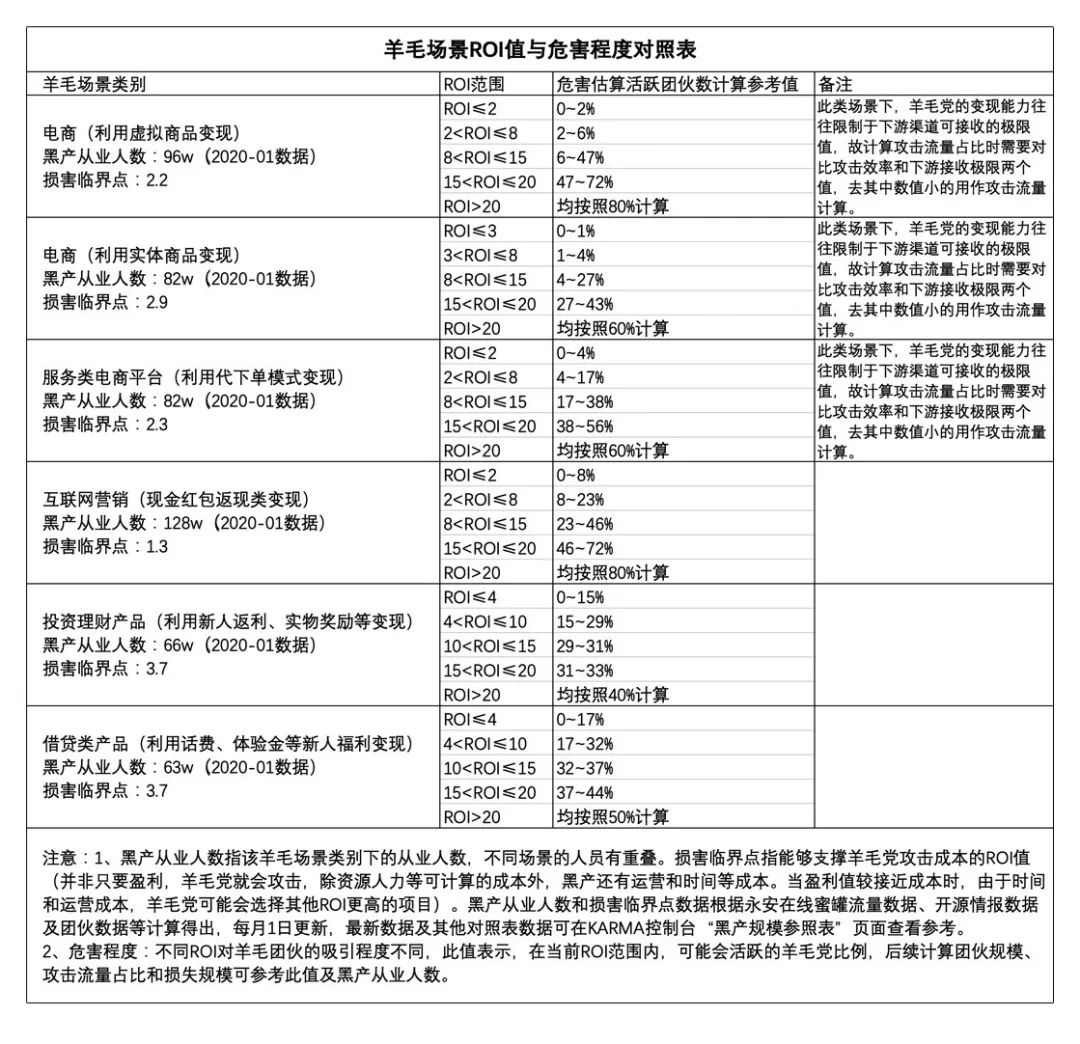 羊毛场景ROI值与危害程度对照表
羊毛场景类别 ROI范围 危害估算活跃团伙数计算参考值 备注
电商（利用虚拟商品变现）
黑产从业人数：96w（2020-01数据）
损害临界点：2.2
ROI≤2 0~2%
2<ROI≤8 2~6%
8<ROI≤15 6~47%
15<ROI≤20 47~72%
ROI>20 均按照80%计算
此类场景下，羊毛党的变现能力往
往限制于下游渠道可接收的极限
值，故计算攻击流量占比时需要对
比攻击效率和下游接收极限两个
值，去其中数值小的用作攻击流量
计算。
电商（利用实体商品变现）
黑产从业人数：82w（2020-01数据）
损害临界点：2.9
ROI≤3 0~1%
3<ROI≤8 1~4%
8<ROI≤15 4~27%
15<ROI≤20 27~43%
ROI>20 均按照60%计算
此类场景下，羊毛党的变现能力往
往限制于下游渠道可接收的极限
值，故计算攻击流量占比时需要对
比攻击效率和下游接收极限两个
值，去其中数值小的用作攻击流量
计算。
服务类电商平台（利用代下单模式变现）
黑产从业人数：82w（2020-01数据）
损害临界点：2.3
ROI≤2 0~4%
2<ROI≤8 4~17%
8<ROI≤15 17~38%
15<ROI≤20 38~56%
ROI>20 均按照60%计算
此类场景下，羊毛党的变现能力往
往限制于下游渠道可接收的极限
值，故计算攻击流量占比时需要对
比攻击效率和下游接收极限两个
值，去其中数值小的用作攻击流量
计算。
互联网营销（现金红包返现类变现）
黑产从业人数：128w（2020-01数据）
损害临界点：1.3
ROI≤2 0~8%
2<ROI≤8 8~23%
8<ROI≤15 23~46%
15<ROI≤20 46~72%
ROI>20 均按照80%计算
投资理财产品（利用新人返利、实物奖励等变现）
黑产从业人数：66w（2020-01数据）
损害临界点：3.7
ROI≤4 0~15%
4<ROI≤10 15~29%
10<ROI≤15 29~31%
15<ROI≤20 31~33%
ROI>20 均按照40%计算
借贷类产品（利用话费、体验金等新人福利变现）
黑产从业人数：63w（2020-01数据）
损害临界点：3.7
ROI≤4 0~17%
4<ROI≤10 17~32%
10<ROI≤15 32~37%
15<ROI≤20 37~44%
ROI>20 均按照50%计算
注意：1、黑产从业人数指该羊毛场景类别下的从业人数，不同场景的人员有重叠。损害临界点指能够支撑羊毛党攻击成本的ROI值
（并非只要盈利，羊毛党就会攻击，除资源人力等可计算的成本外，黑产还有运营和时间等成本。当盈利值较接近成本时，由于时间
和运营成本，羊毛党可能会选择其他ROI更高的项目）。黑产从业人数和损害临界点数据根据永安在线蜜罐流量数据、开源情报数据
及团伙数据等计算得出，每月1日更新，最新数据及其他对照表数据可在KARMA控制台“黑产规模参照表”页面查看参考。
2、危害程度：不同ROI对羊毛团伙的吸引程度不同，此值表示，在当前ROI范围内，可能会活跃的羊毛党比例，后续计算团伙规模、
攻击流量占比和损失规模可参考此值及黑产从业人数。